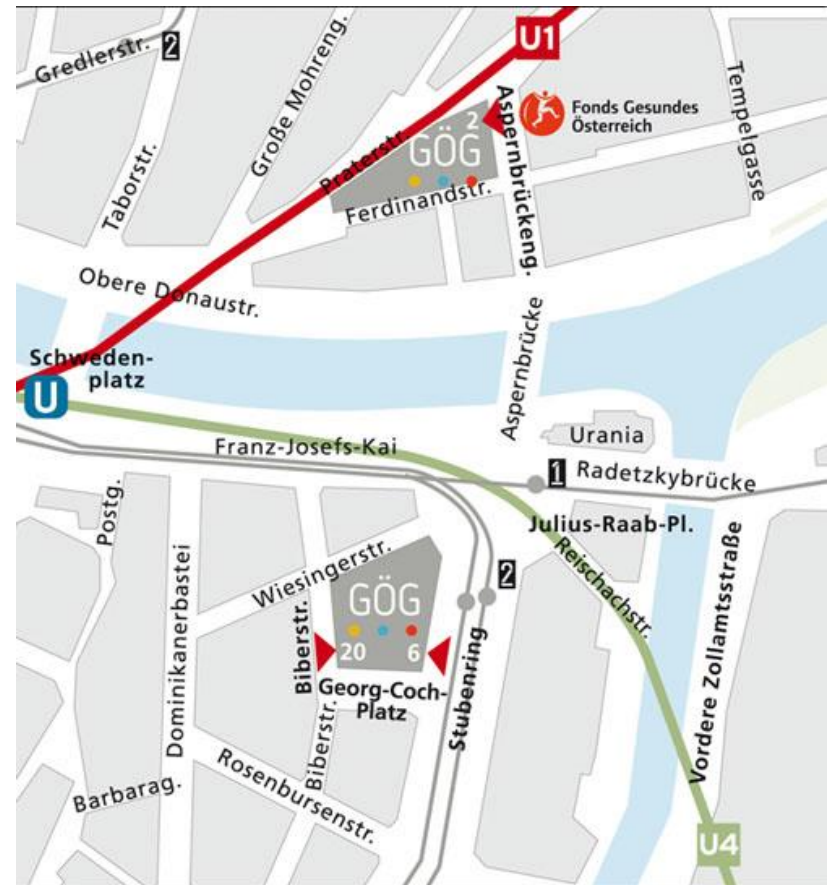 U1
Gredlerstr.
2
Große Mohreng.
Tempelgasse
Aspernbrückeng.
Fonds Gesundes
Österreich
2
GÖG
Praterstr.
Taborstr.
Ferdinandstr.
Obere Donaustr.
Aspernbrücke
Schweden-
platz
U
Urania
Franz-Josefs-Kai
1
Radetzkybrücke
Postg.
Julius-Raab-Pl.
Dominikanerbastei
Wiesingerstr.
2
Reischachstr.
GÖG
Biberstr.
20
6
Stubenring
Vordere Zollamtsstraße
Georg-Coch-
Platz
Biberstr.
Barbarag.
Rosenbursenstr.
U4